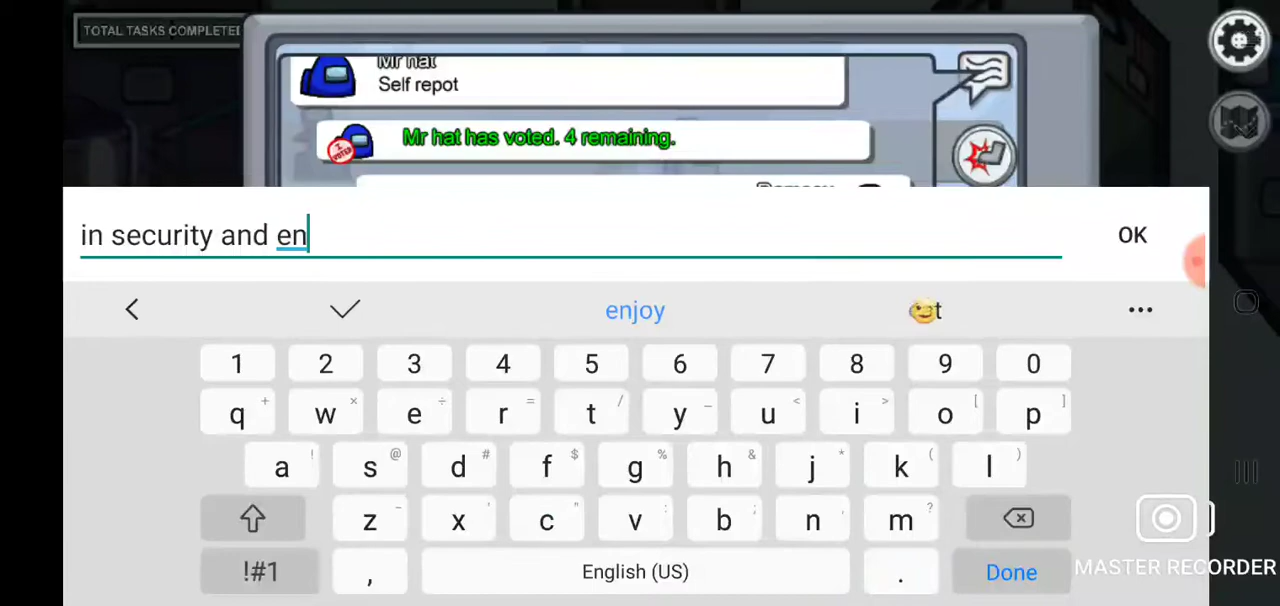 TOTAL TASKS COMPLETED
Mr hat
Self repot
I VOTED
Mr hat has voted. 4 remaining.
in security and en
OK
enjoy
t
1 2 3 4 5 6 7 8 9 0
+ × ÷ = / _ < > [ ]
q w e r t y u i o p
! @ # $ % & * ( )
a s d f g h j k l
- ' " : ; , ?
z x c v b n m
!#1 , English (US) . Done
MASTER RECORDER